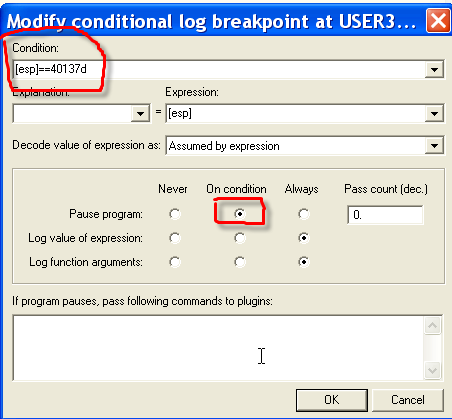 Modify conditional log breakpoint at USER3...
Condition:
[esp]==40137d
Explanation: Expression:
= [esp]
Decode value of expression as: Assumed by expression
Never On condition Always Pass count (dec.)
Pause program: 0.
Log value of expression:
Log function arguments:
If program pauses, pass following commands to plugins:
OK Cancel